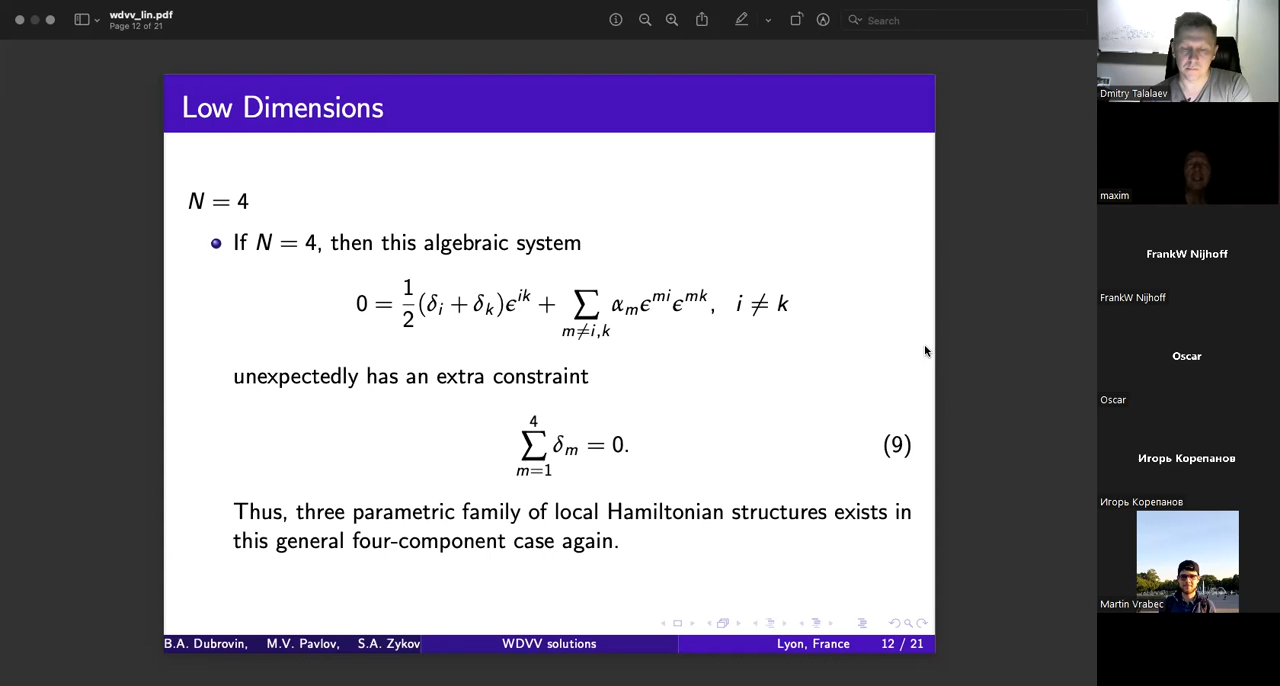 wdvv_lin.pdf
Page 12 of 21
Search
Low Dimensions
N = 4
If N = 4, then this algebraic system
0 = \frac{1}{2}(δ_i + δ_k)ϵ^{ik} + \sum_{m≠i,k} α_m ϵ^{mi} ϵ^{mk}, i ≠ k
unexpectedly has an extra constraint
\sum_{m=1}^{4} δ_m = 0. (9)
Thus, three parametric family of local Hamiltonian structures exists in
this general four-component case again.
B.A. Dubrovin, M.V. Pavlov, S.A. Zykov WDVV solutions Lyon, France 12 / 21
Dmitry Talalaev
maxim
FrankW Nijhoff
FrankW Nijhoff
Oscar
Oscar
Игорь Корепанов
Игорь Корепанов
Martin Vrabec